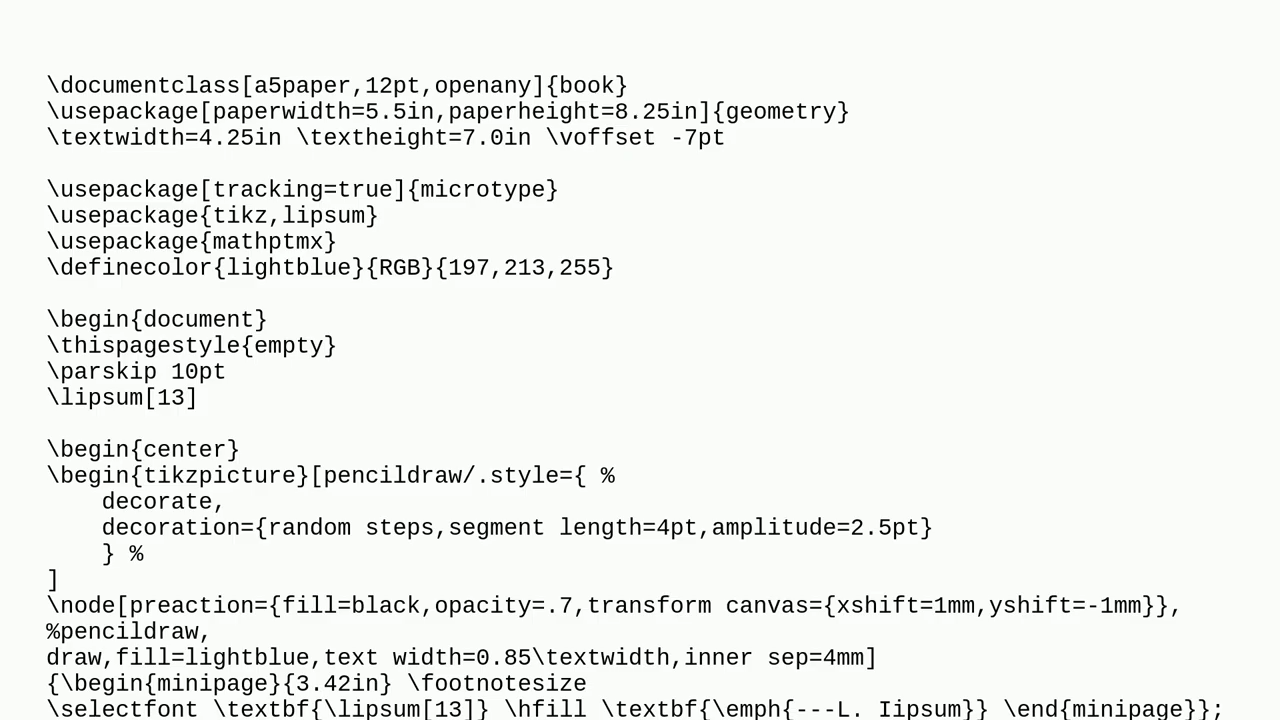 \documentclass[a5paper,12pt,openany]{book}
\usepackage[paperwidth=5.5in,paperheight=8.25in]{geometry}
\textwidth=4.25in \textheight=7.0in \voffset -7pt
\usepackage[tracking=true]{microtype}
\usepackage{tikz,lipsum}
\usepackage{mathptmx}
\definecolor{lightblue}{RGB}{197,213,255}
\begin{document}
\thispagestyle{empty}
\parskip 10pt
\lipsum[13]
\begin{center}
\begin{tikzpicture}[pencildraw/.style={ %
    decorate,
    decoration={random steps,segment length=4pt,amplitude=2.5pt}
    } %
]
\node[preaction={fill=black,opacity=.7,transform canvas={xshift=1mm,yshift=-1mm}},
%pencildraw,
draw,fill=lightblue,text width=0.85\textwidth,inner sep=4mm]
{\begin{minipage}{3.42in} \footnotesize
\selectfont \textbf{\lipsum[13]} \hfill \textbf{\emph{---L. Iipsum}} \end{minipage}};